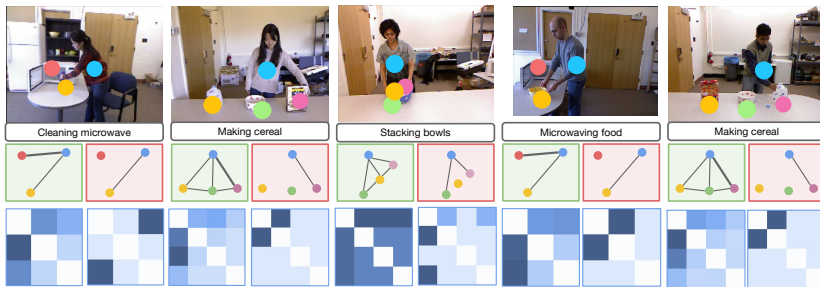 Cleaning microwave
Making cereal
Stacking bowls
Microwaving food
Making cereal